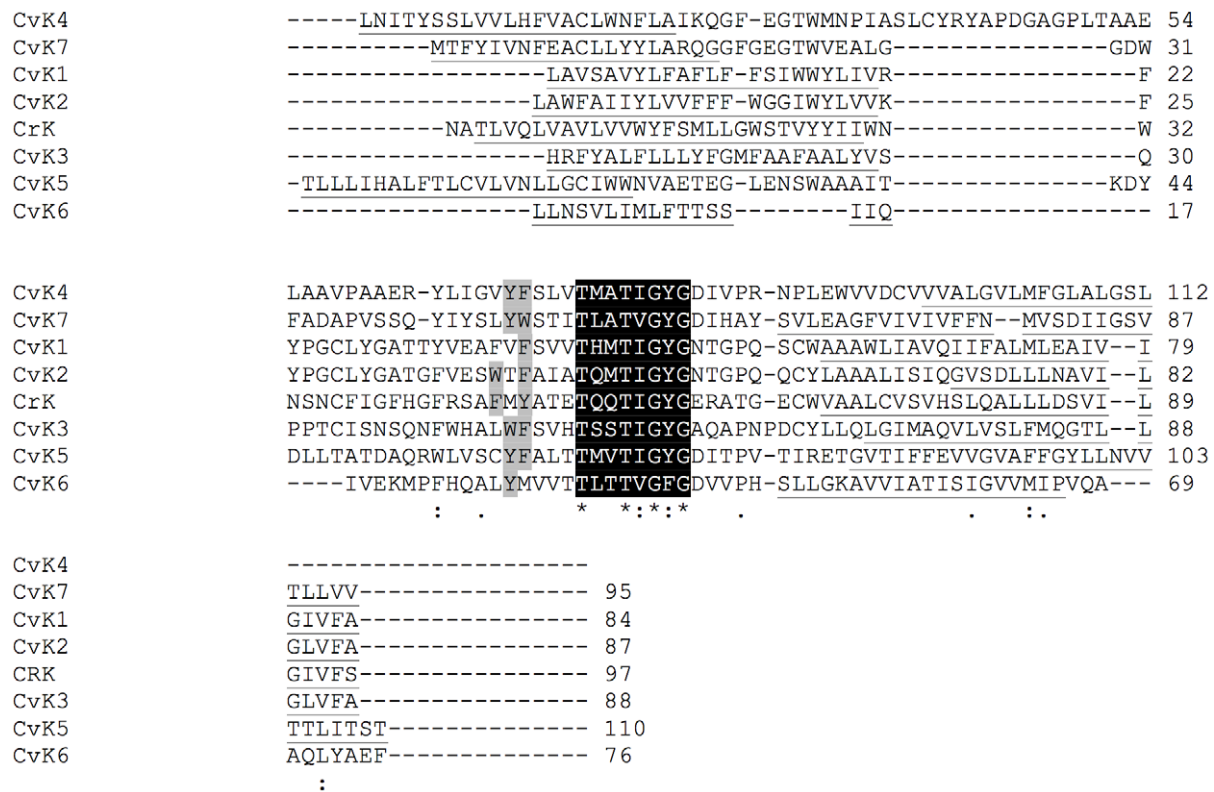 CvK4 -----LNITYSSLVVLHFVACLWNFLAIKQGF-EGTWMNPIASLCYRYAPDGAGPLTAAE 54
CvK7 ----------MTFYIVNFEACLLYYLARQGGFGEGTWVEALG---------------GDW 31
CvK1 ------------------LAVSAVYLFAFLF-FSIWWYLIVR-----------------F 22
CvK2 -----------------LAWFAIIYLVVFFF-WGGIWYLVVK-----------------F 25
CrK -----------NATLVQLVAVLVVWYFSMLLGWSTVYYIIWN-----------------W 32
CvK3 ------------------HRFYALFLLLYFGMFAAFAALYVS-----------------Q 30
CvK5 -TLLLIHALFTLCVLVNLLGCIWWNVAETEG-LENSWAAAIT---------------KDY 44
CvK6 -----------------LLNSVLIMLFTTSS--------IIQ------------------ 17
CvK4 LAAVPAAER-YLIGVYFSLVTMATIGYGDIVPR-NPLEWVVDCVVVALGVLMFGLALGSL 112
CvK7 FADAPVSSQ-YIYSLYWSTITLATVGYGDIHAY-SVLEAGFVIVIVFFN--MVSDIIGSV 87
CvK1 YPGCLYGATTYVEAFVFSVVTHMTIGYGNTGPQ-SCWAAAWLIAVQIIFALMLEAIV--I 79
CvK2 YPGCLYGATGFVESWTFAIATQMTIGYGNTGPQ-QCYLAAALISIQGVSDLLLNAVI--L 82
CrK NSNCFIGFHGFRSAFMYATETQQTIGYGERATG-ECWVAALCVSVHSLQALLLDSVI--L 89
CvK3 PPTCISNSQNFWHALWFSVHTSSTIGYGAQAPNPDCYLLQLGIMAQVLVSLFMQGTL--L 88
CvK5 DLLTATDAQRWLVSCYFALTTMVTIGYGDITPV-TIRETGVTIFFEVVGVAFFGYLLNVV 103
CvK6 ----IVEKMPFHQALYMVVTTLTTVGFGDVVPH-SLLGKAVVIATISIGVVMIPVQA--- 69
: . * *:*:* . . :.
CvK4 ---------------------
CvK7 TLLVV---------------- 95
CvK1 GIVFA---------------- 84
CvK2 GLVFA---------------- 87
CRK GIVFS---------------- 97
CvK3 GLVFA---------------- 88
CvK5 TTLITST-------------- 110
CvK6 AQLYAEF-------------- 76
: